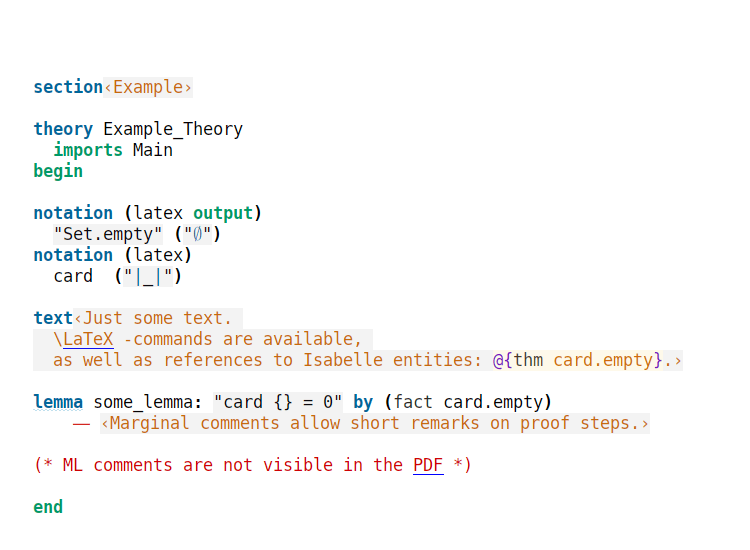 section‹Example›
theory Example_Theory
imports Main
begin
notation (latex output)
"Set.empty" ("∅")
notation (latex)
card ("|_|")
text‹Just some text.
\LaTeX -commands are available,
as well as references to Isabelle entities: @{thm card.empty}.›
lemma some_lemma: "card {} = 0" by (fact card.empty)
— ‹Marginal comments allow short remarks on proof steps.›
(* ML comments are not visible in the PDF *)
end